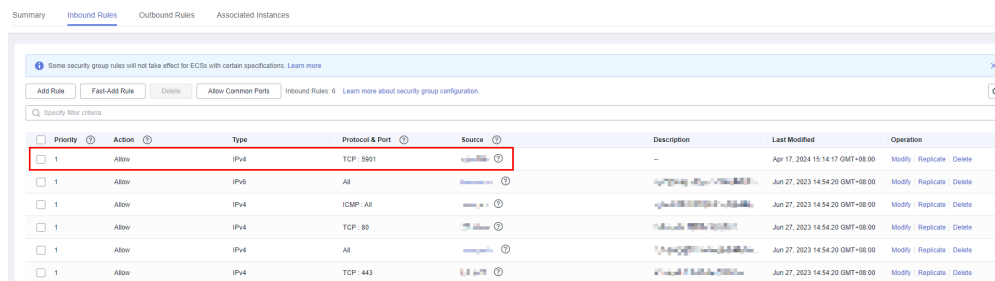 Summary Inbound Rules Outbound Rules Associated Instances
Some security group rules will not take effect for ECSs with certain specifications. Learn more
Add Rule Fast-Add Rule Delete Allow Common Ports Inbound Rules: 6 Learn more about security group configuration.
Specify filter criteria.
Priority Action Type Protocol & Port Source Description Last Modified Operation
1 Allow IPv4 TCP : 5901 -- Apr 17, 2024 15:14:17 GMT+08:00 Modify Replicate Delete
1 Allow IPv6 All Jun 27, 2023 14:54:20 GMT+08:00 Modify Replicate Delete
1 Allow IPv4 ICMP : All Jun 27, 2023 14:54:20 GMT+08:00 Modify Replicate Delete
1 Allow IPv4 TCP : 80 Jun 27, 2023 14:54:20 GMT+08:00 Modify Replicate Delete
1 Allow IPv4 All Jun 27, 2023 14:54:20 GMT+08:00 Modify Replicate Delete
1 Allow IPv4 TCP : 443 Jun 27, 2023 14:54:20 GMT+08:00 Modify Replicate Delete